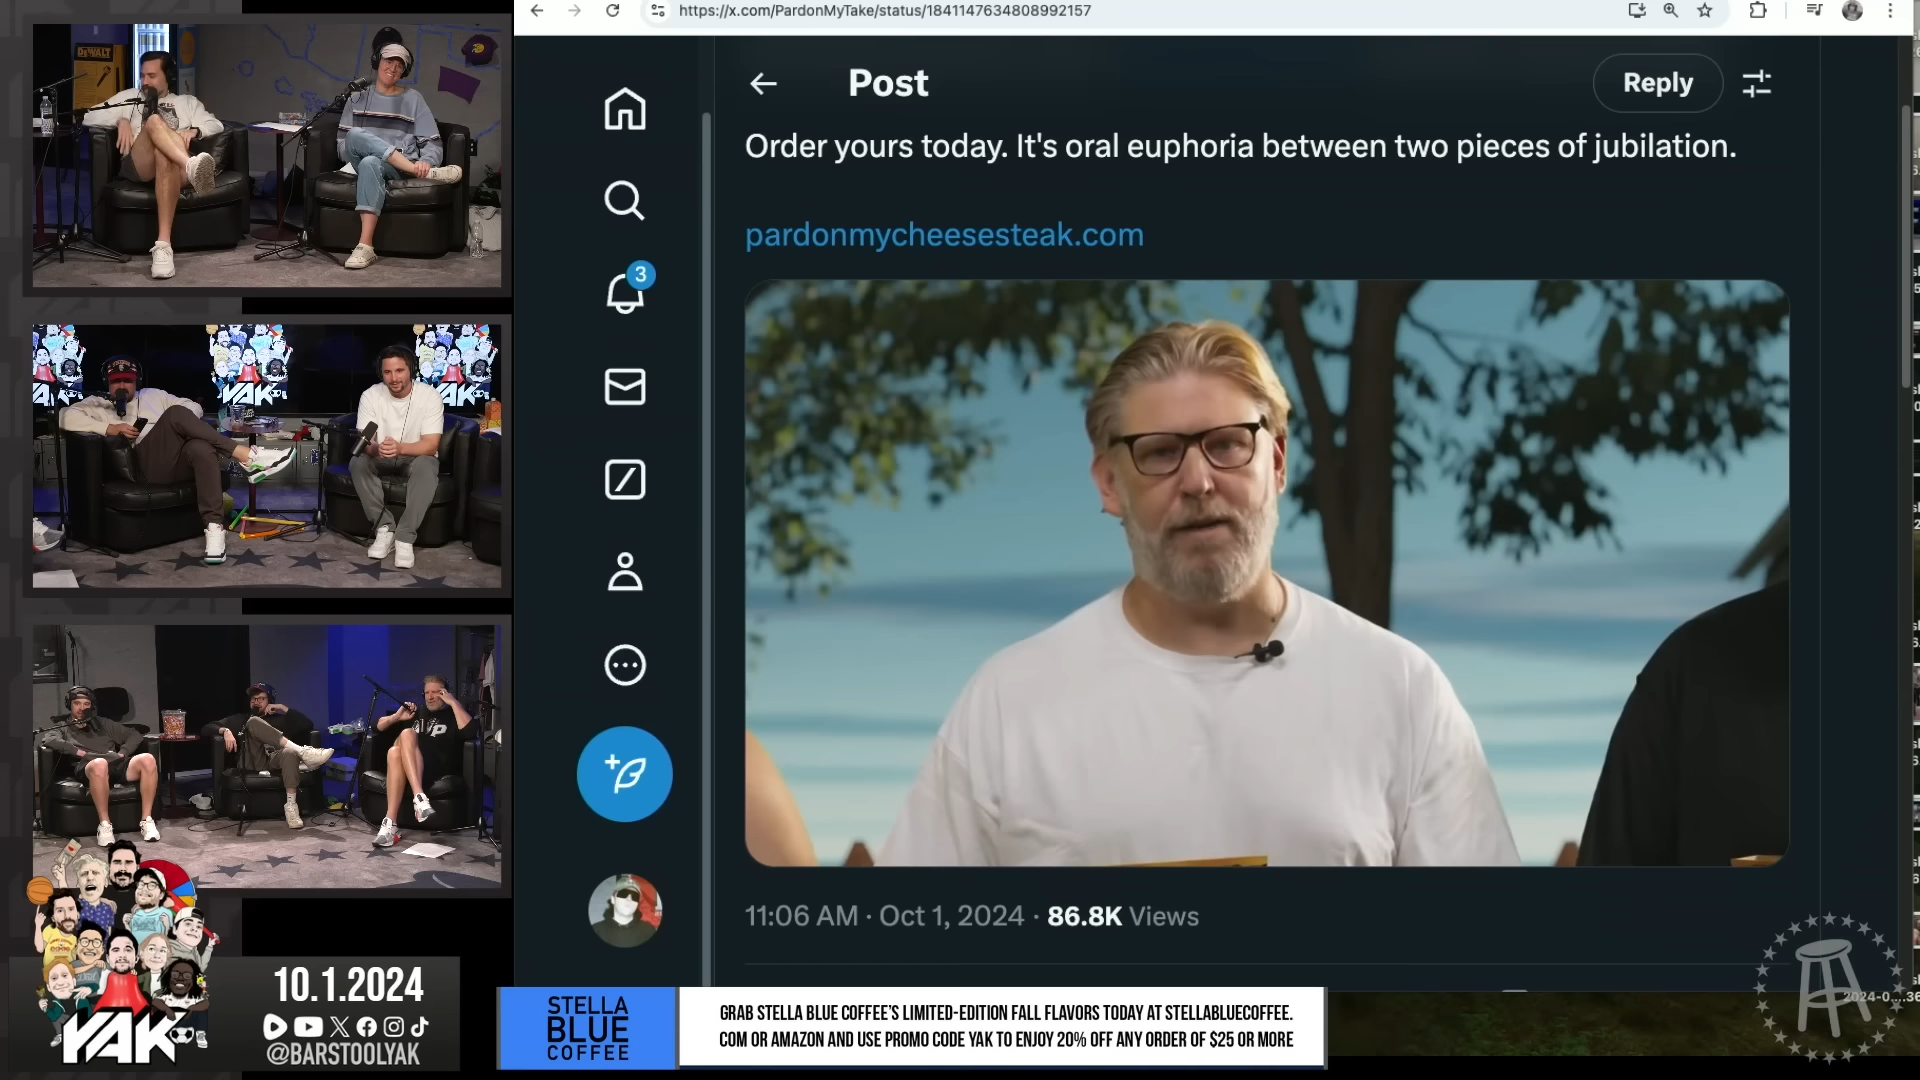 https://x.com/PardonMyTake/status/1841147634808992157
Post
Reply
Order yours today. It's oral euphoria between two pieces of jubilation.
pardonmycheesesteak.com
3
11:06 AM · Oct 1, 2024 · 86.8K Views
DEWALT
YAK
YAK
YAK
10.1.2024
@BARSTOOLYAK
STELLA
BLUE
COFFEE
GRAB STELLA BLUE COFFEE'S LIMITED-EDITION FALL FLAVORS TODAY AT STELLABLUECOFFEE.
COM OR AMAZON AND USE PROMO CODE YAK TO ENJOY 20% OFF ANY ORDER OF $25 OR MORE